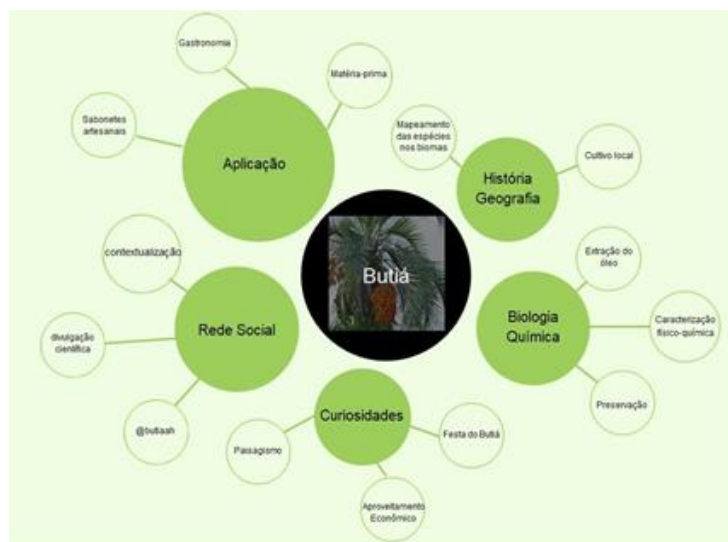 Gastronomia
Matéria-prima
Sabonetes
artesanais
Aplicação
Mapeamento
das espécies
nos biomas
Cultivo local
História
Geografia
Butiá
contextualização
divulgação
científica
@butiaah
Rede Social
Extração do
óleo
Caracterização
físico-química
Preservação
Biologia
Química
Curiosidades
Paisagismo
Festa do Butiá
Aproveitamento
Econômico